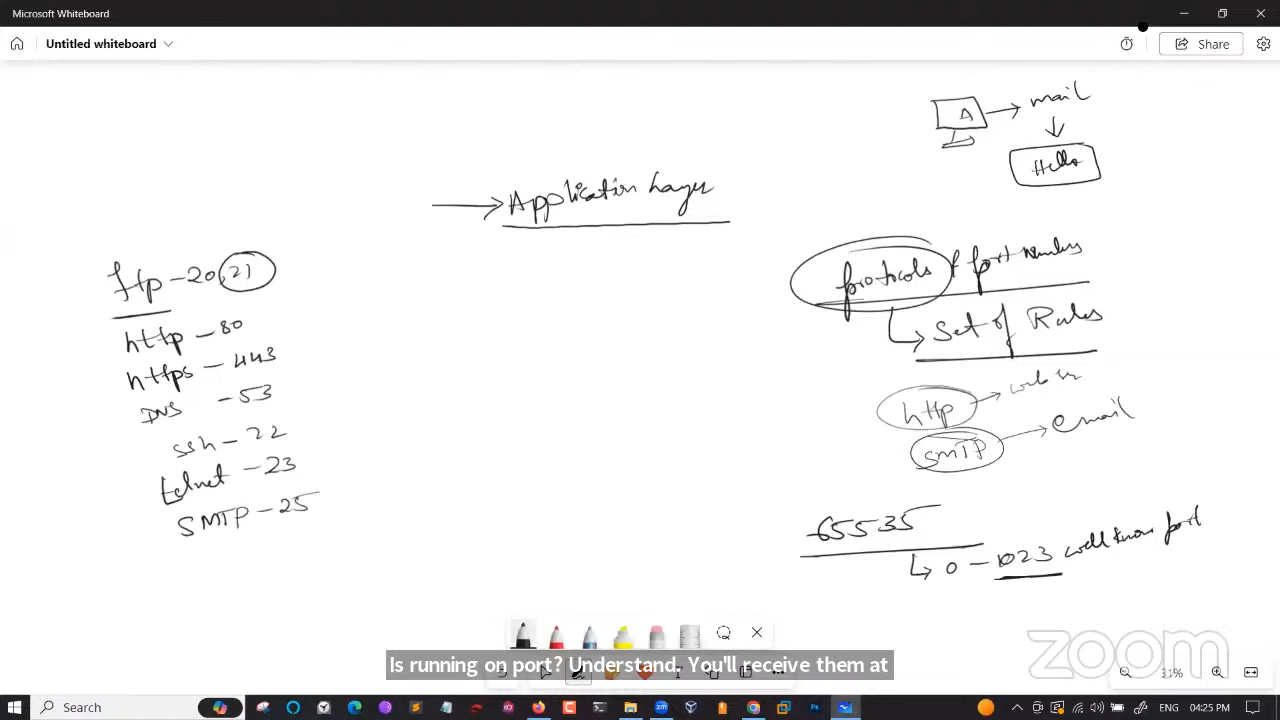 Microsoft Whiteboard
Untitled whiteboard
Share
A
mail
Hello
Application Layer
protocols & port numbers
Set of Rules
ftp - 20, 21
http - 80
https - 443
DNS - 53
ssh - 22
telnet - 23
SMTP - 25
http
SMTP
email
65535
0 - 1023 well know port
Is running on port? Understand. You'll receive them at
zoom
31%
Search
ENG
04:25 PM